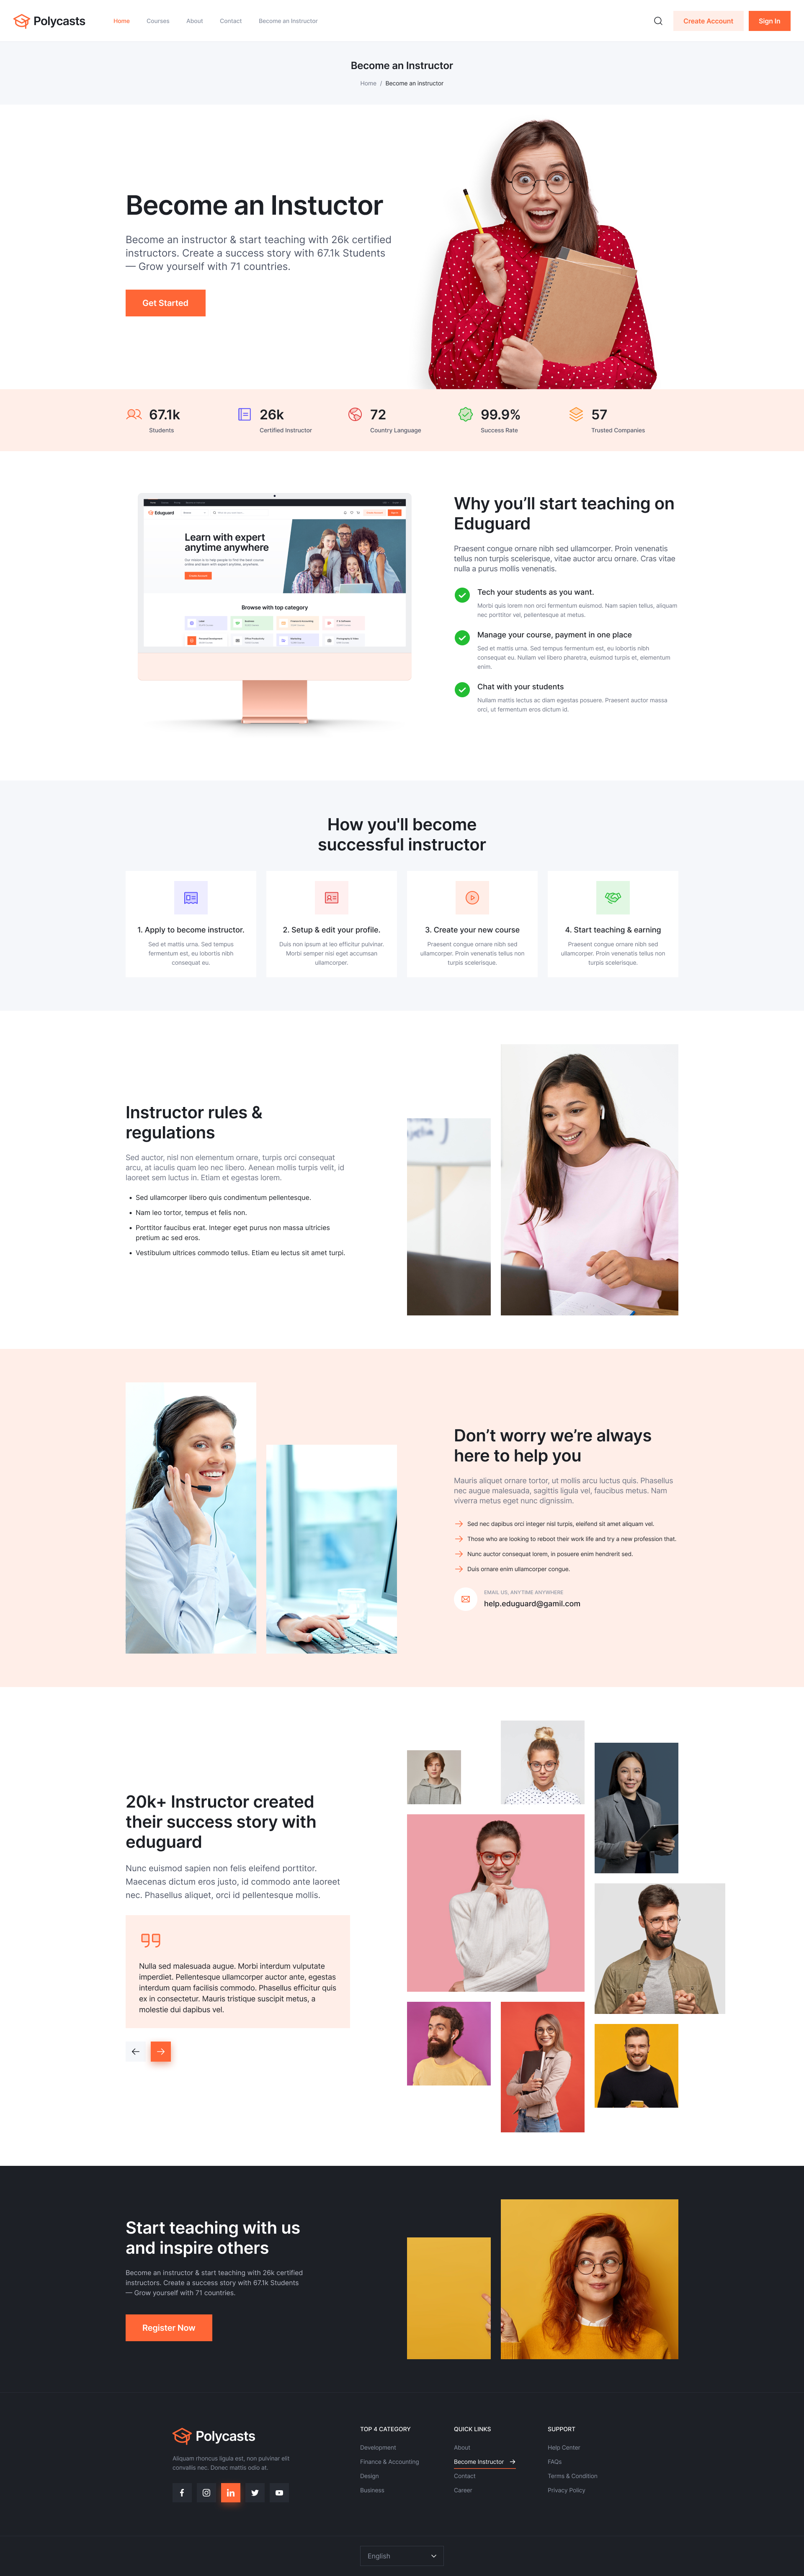 Polycasts
Home
Courses
About
Contact
Become an Instructor
Create Account
Sign In
Become an Instructor
Home / Become an instructor
Become an Instuctor
Become an instructor & start teaching with 26k certified
instructors. Create a success story with 67.1k Students
— Grow yourself with 71 countries.
Get Started
67.1k
Students
26k
Certified Instructor
72
Country Language
99.9%
Success Rate
57
Trusted Companies
Eduguard
Learn with expert
anytime anywhere
Browse with top category
Why you’ll start teaching on
Eduguard
Praesent congue ornare nibh sed ullamcorper. Proin venenatis
tellus non turpis scelerisque, vitae auctor arcu ornare. Cras vitae
nulla a purus mollis venenatis.
Tech your students as you want.
Morbi quis lorem non orci fermentum euismod. Nam sapien tellus, aliquam
nec porttitor vel, pellentesque at metus.
Manage your course, payment in one place
Sed et mattis urna. Sed tempus fermentum est, eu lobortis nibh
consequat eu. Nullam vel libero pharetra, euismod turpis et, elementum
enim.
Chat with your students
Nullam mattis lectus ac diam egestas posuere. Praesent auctor massa
orci, ut fermentum eros dictum id.
How you'll become
successful instructor
1. Apply to become instructor.
Sed et mattis urna. Sed tempus
fermentum est, eu lobortis nibh
consequat eu.
2. Setup & edit your profile.
Duis non ipsum at leo efficitur pulvinar.
Morbi semper nisl eget accumsan
ullamcorper.
3. Create your new course
Praesent congue ornare nibh sed
ullamcorper. Proin venenatis tellus non
turpis scelerisque.
4. Start teaching & earning
Praesent congue ornare nibh sed
ullamcorper. Proin venenatis tellus non
turpis scelerisque.
Instructor rules &
regulations
Sed auctor, nisl non elementum ornare, turpis orci consequat
arcu, at iaculis quam leo nec libero. Aenean mollis turpis velit, id
laoreet sem luctus in. Etiam et egestas lorem.
• Sed ullamcorper libero quis condimentum pellentesque.
• Nam leo tortor, tempus et felis non.
• Porttitor faucibus erat. Integer eget purus non massa ultricies
pretium ac sed eros.
• Vestibulum ultrices commodo tellus. Etiam eu lectus sit amet turpi.
Don’t worry we’re always
here to help you
Mauris aliquet ornare tortor, ut mollis arcu luctus quis. Phasellus
nec augue malesuada, sagittis ligula vel, faucibus metus. Nam
viverra metus eget nunc dignissim.
Sed nec dapibus orci integer nisl turpis, eleifend sit amet aliquam vel.
Those who are looking to reboot their work life and try a new profession that.
Nunc auctor consequat lorem, in posuere enim hendrerit sed.
Duis ornare enim ullamcorper congue.
EMAIL US, ANYTIME ANYWHERE
help.eduguard@gamil.com
20k+ Instructor created
their success story with
eduguard
Nunc euismod sapien non felis eleifend porttitor.
Maecenas dictum eros justo, id commodo ante laoreet
nec. Phasellus aliquet, orci id pellentesque mollis.
Nulla sed malesuada augue. Morbi interdum vulputate
imperdiet. Pellentesque ullamcorper auctor ante, egestas
interdum quam facilisis commodo. Phasellus efficitur quis
ex in consectetur. Mauris tristique suscipit metus, a
molestie dui dapibus vel.
Start teaching with us
and inspire others
Become an instructor & start teaching with 26k certified
instructors. Create a success story with 67.1k Students
— Grow yourself with 71 countries.
Register Now
Polycasts
Aliquam rhoncus ligula est, non pulvinar elit
convallis nec. Donec mattis odio at.
TOP 4 CATEGORY
Development
Finance & Accounting
Design
Business
QUICK LINKS
About
Become Instructor
Contact
Career
SUPPORT
Help Center
FAQs
Terms & Condition
Privacy Policy
English